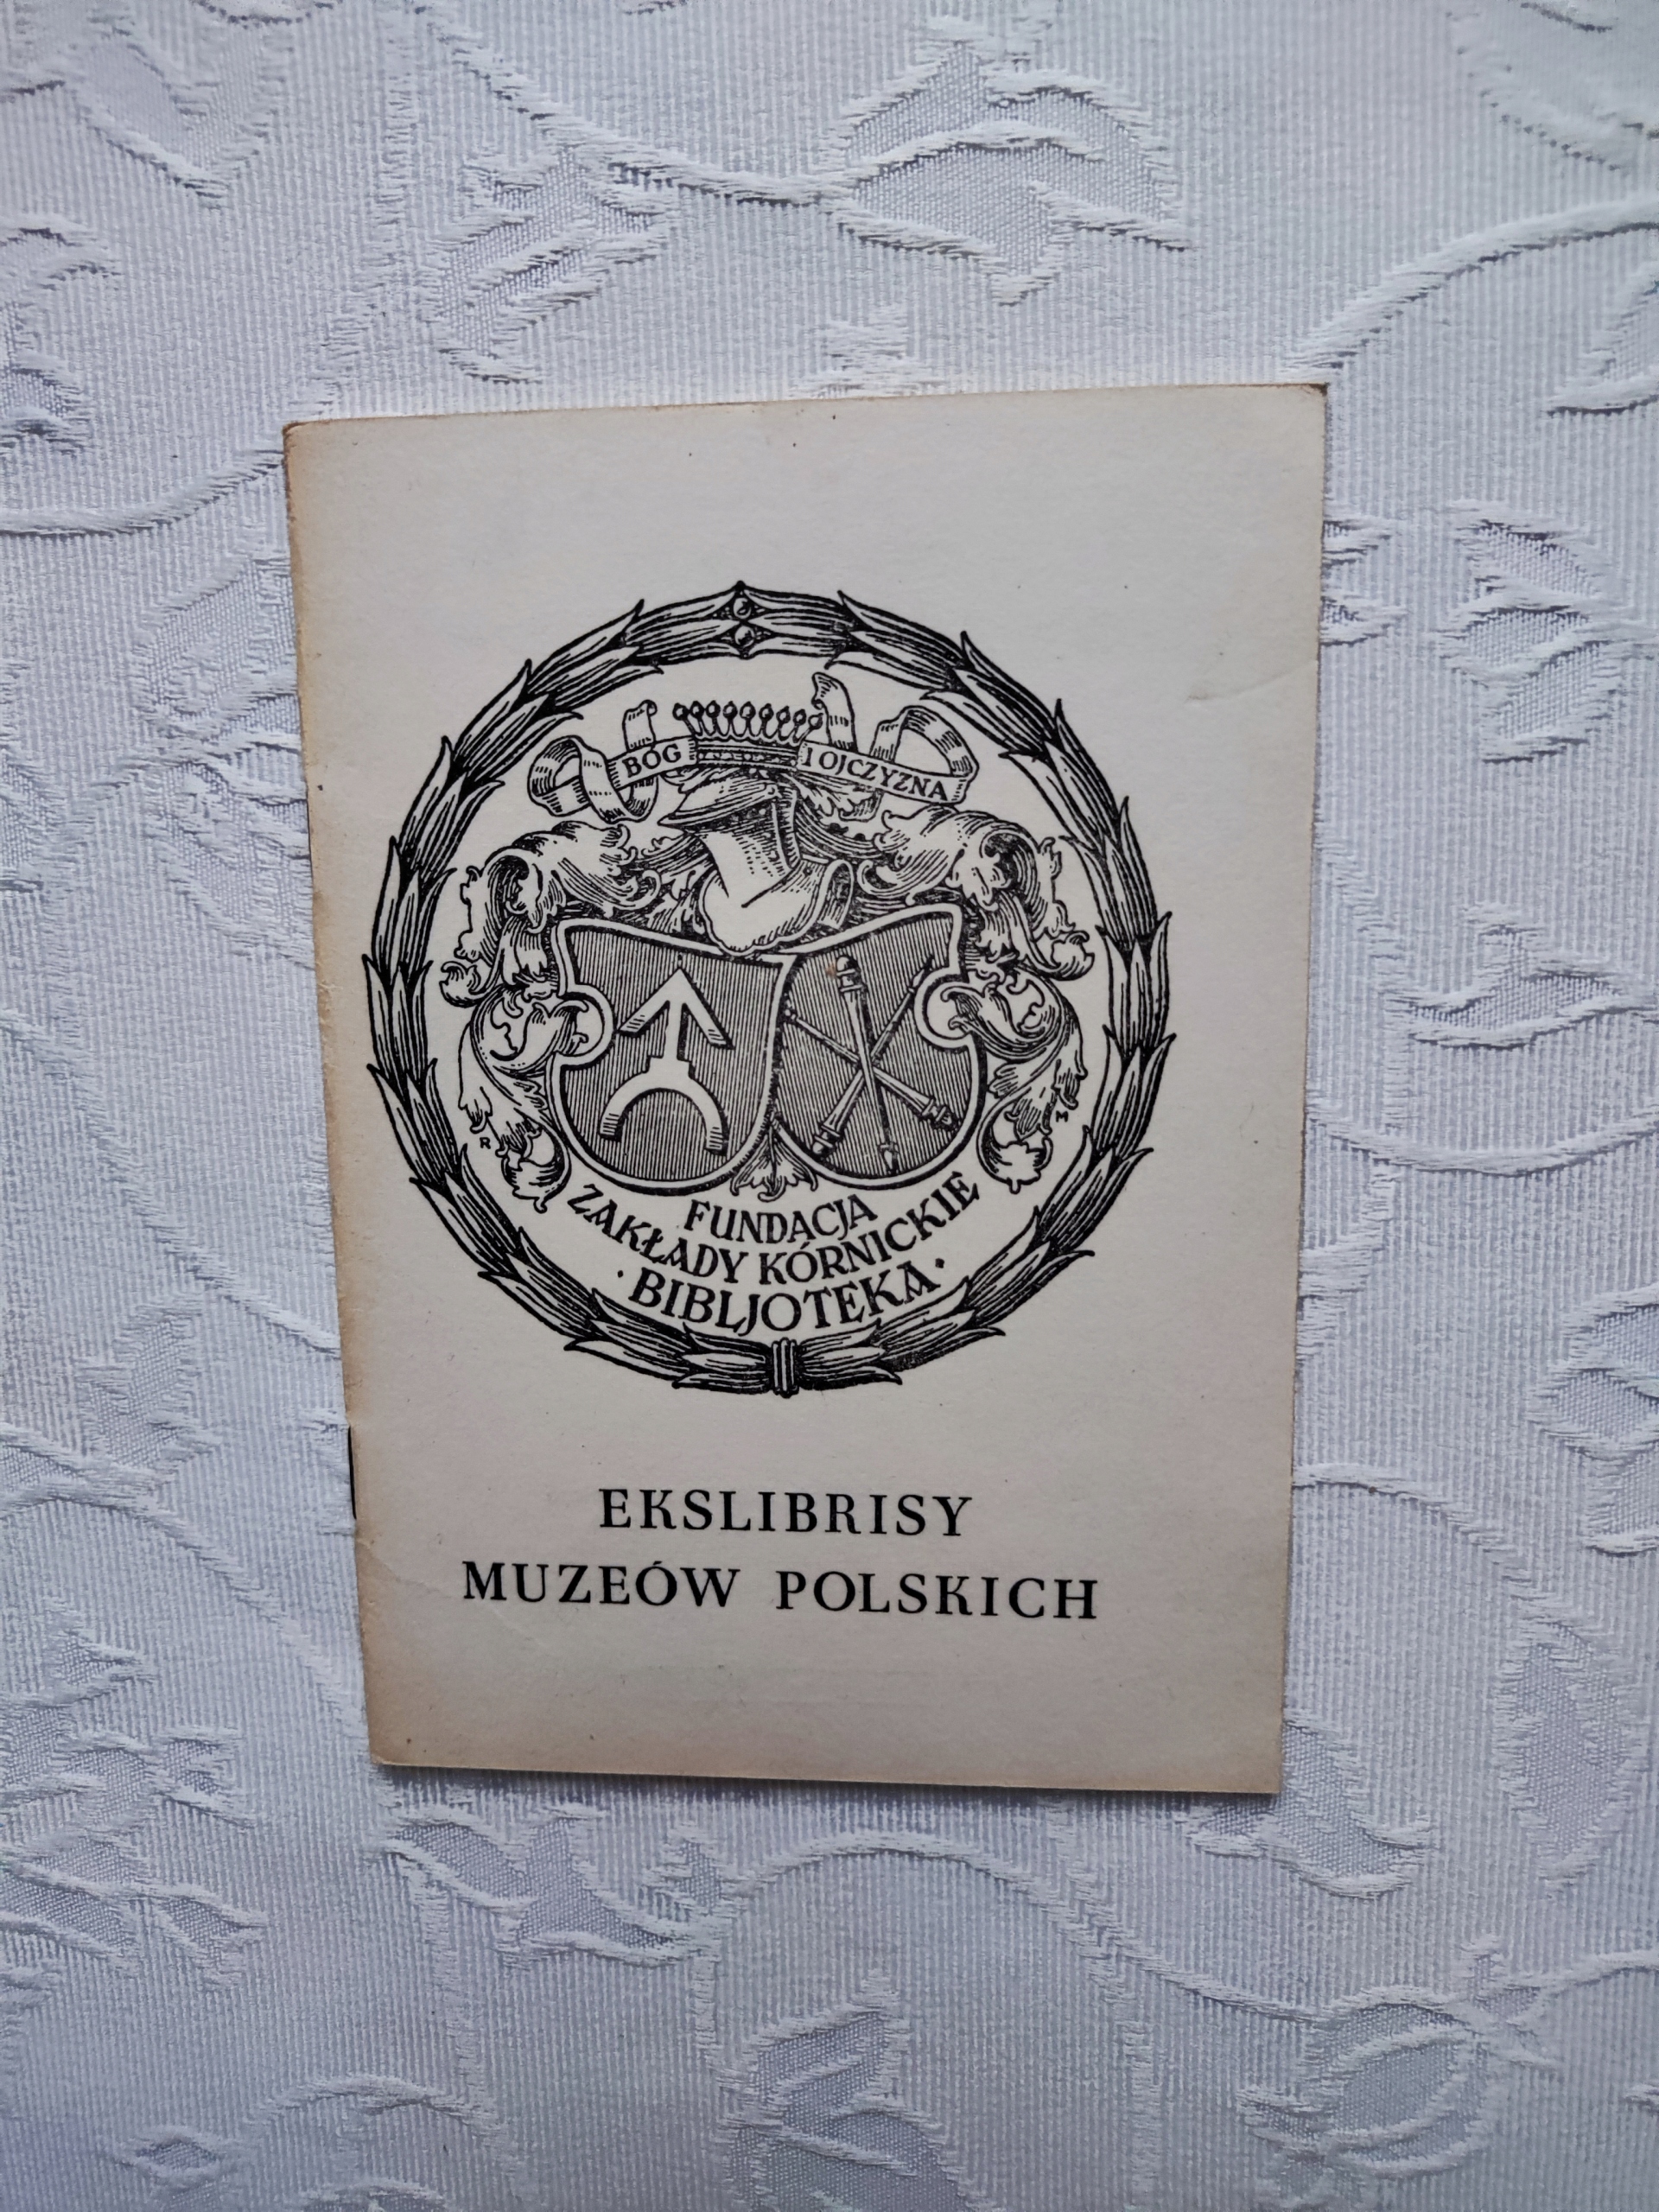 BÓG I OJCZYZNA
R M
FUNDACJA
ZAKŁADY KÓRNICKIE
· BIBLJOTEKA ·
EKSLIBRISY
MUZEÓW POLSKICH